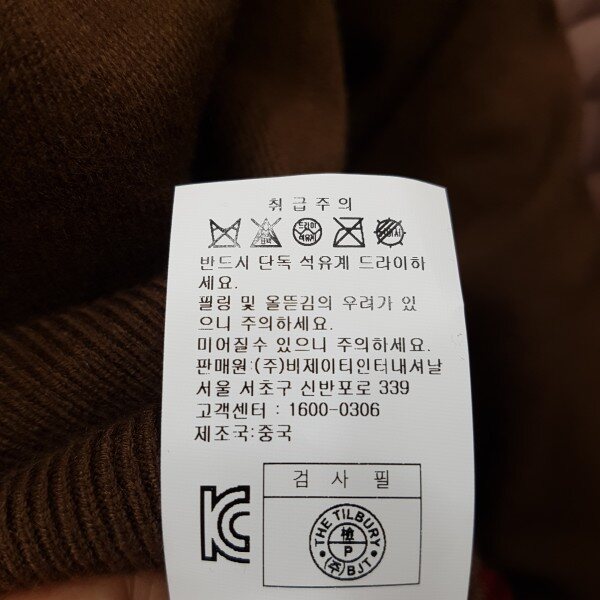 취급주의
드라이
석유계
반드시 단독 석유계 드라이하
세요.
필링 및 올뜯김의 우려가 있
으니 주의하세요.
미어질수 있으니 주의하세요.
판매원:(주)비제이티인터내셔날
서울 서초구 신반포로 339
고객센터 : 1600-0306
제조국:중국
검 사 필
THE TILBURY
檢
P
(주)BJT